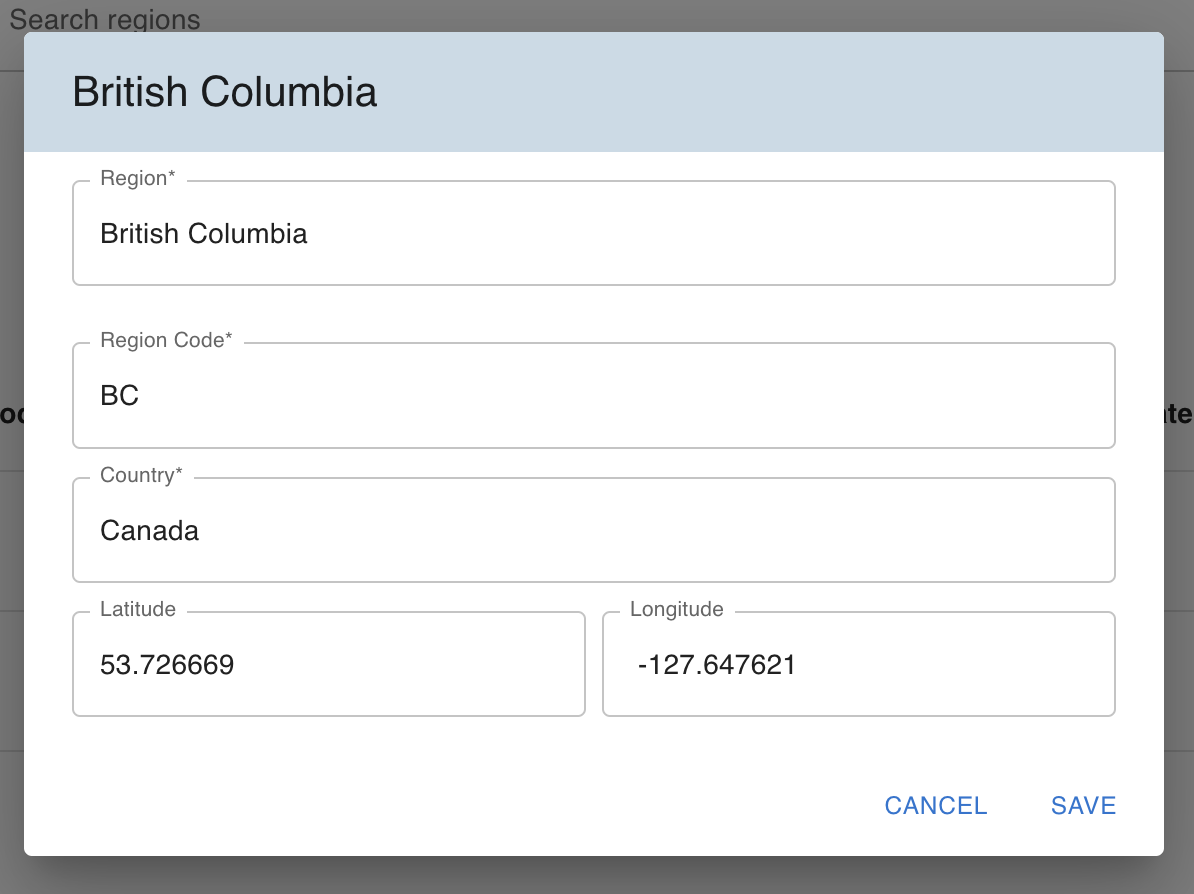 Search regions
British Columbia
Region*
British Columbia
Region Code*
BC
Country*
Canada
Latitude
53.726669
Longitude
-127.647621
CANCEL
SAVE